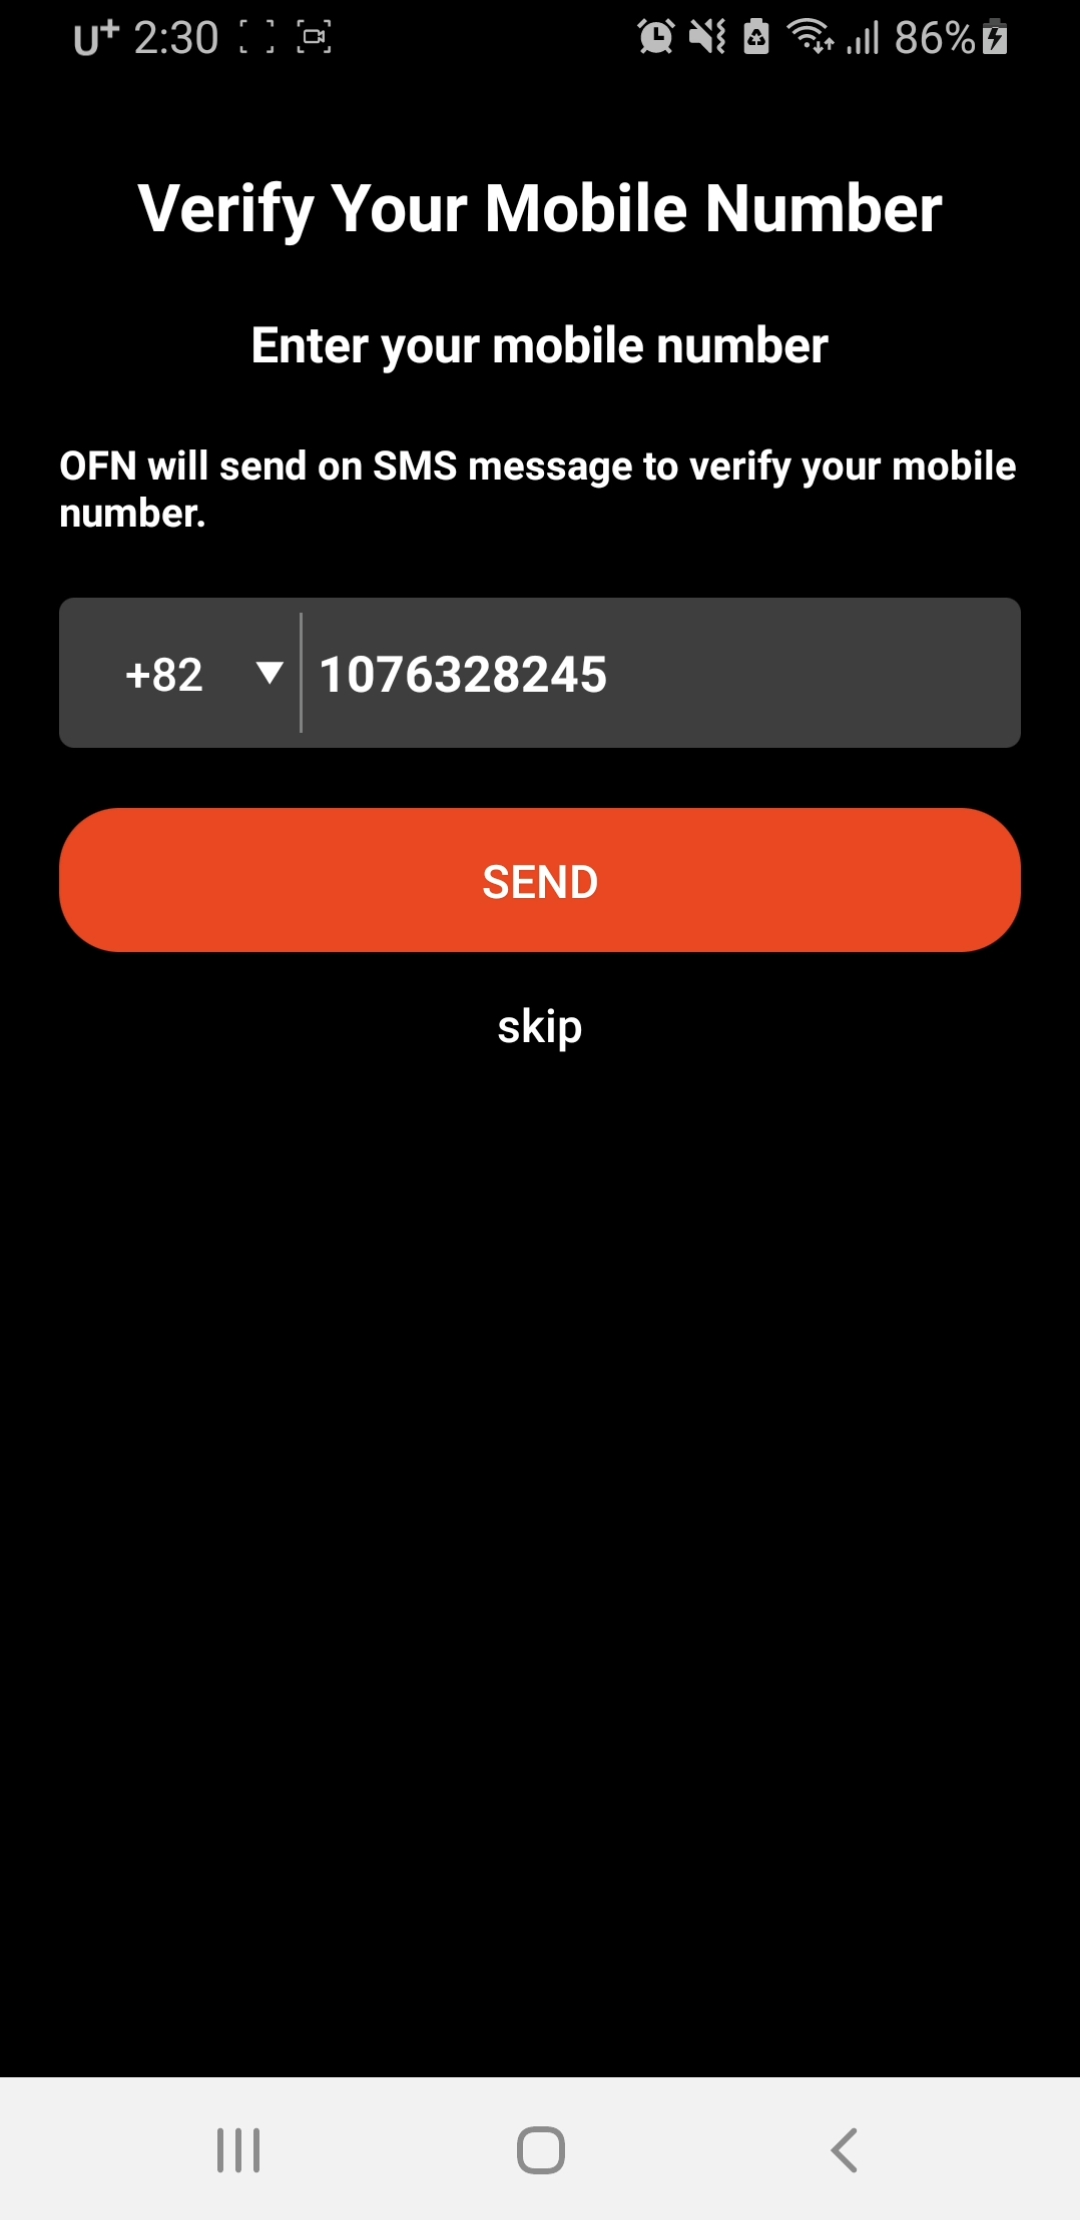 U+ 2:30 86%
Verify Your Mobile Number
Enter your mobile number
OFN will send on SMS message to verify your mobile
number.
+82 ▼ 1076328245
SEND
skip